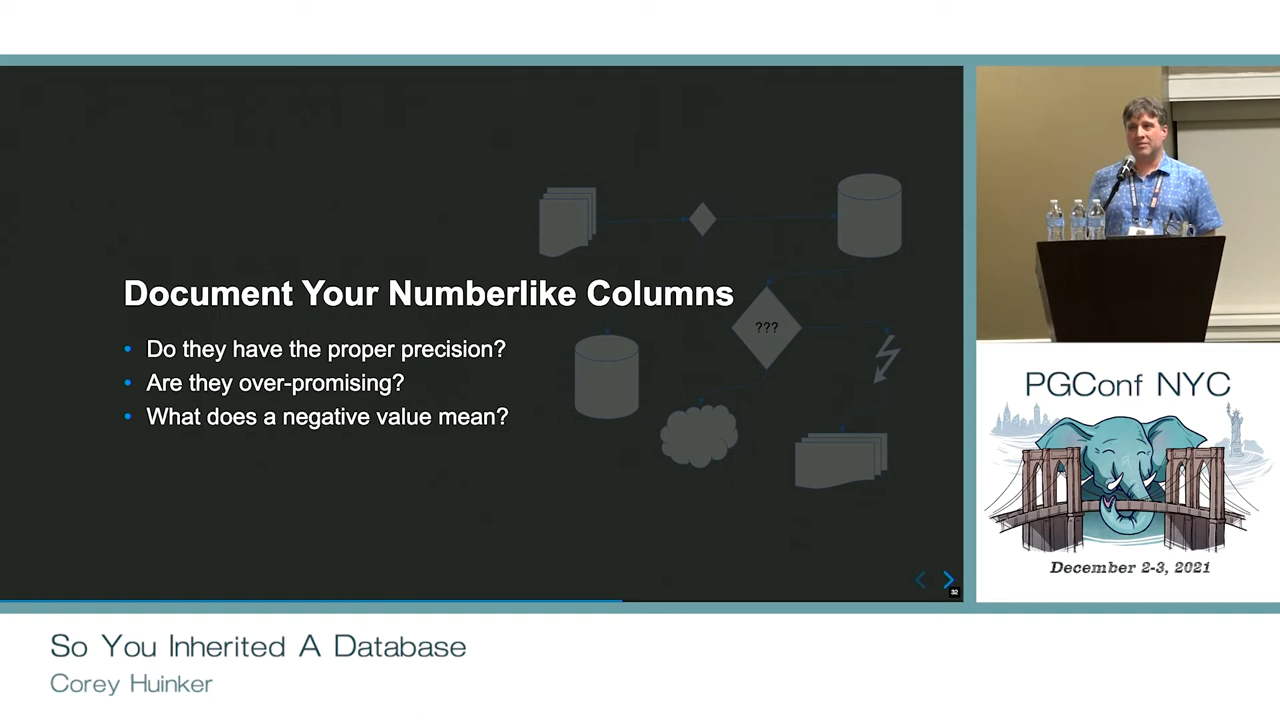 Document Your Numberlike Columns
• Do they have the proper precision?
• Are they over-promising?
• What does a negative value mean?
???
32
PGConf NYC
December 2-3, 2021
So You Inherited A Database
Corey Huinker